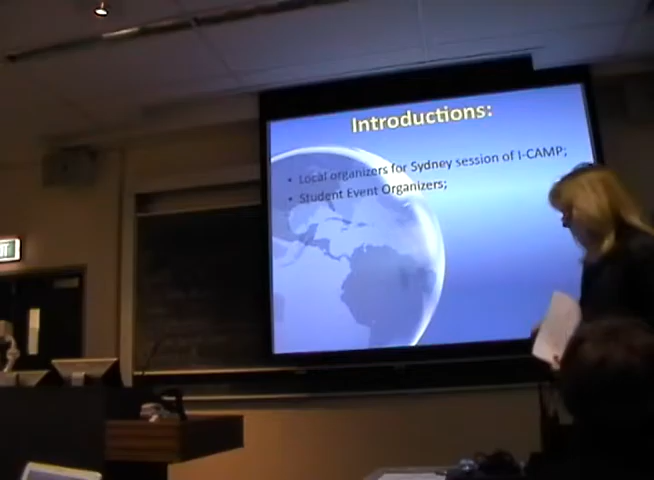 Introductions:
• Local organizers for Sydney session of I-CAMP;
• Student Event Organizers;